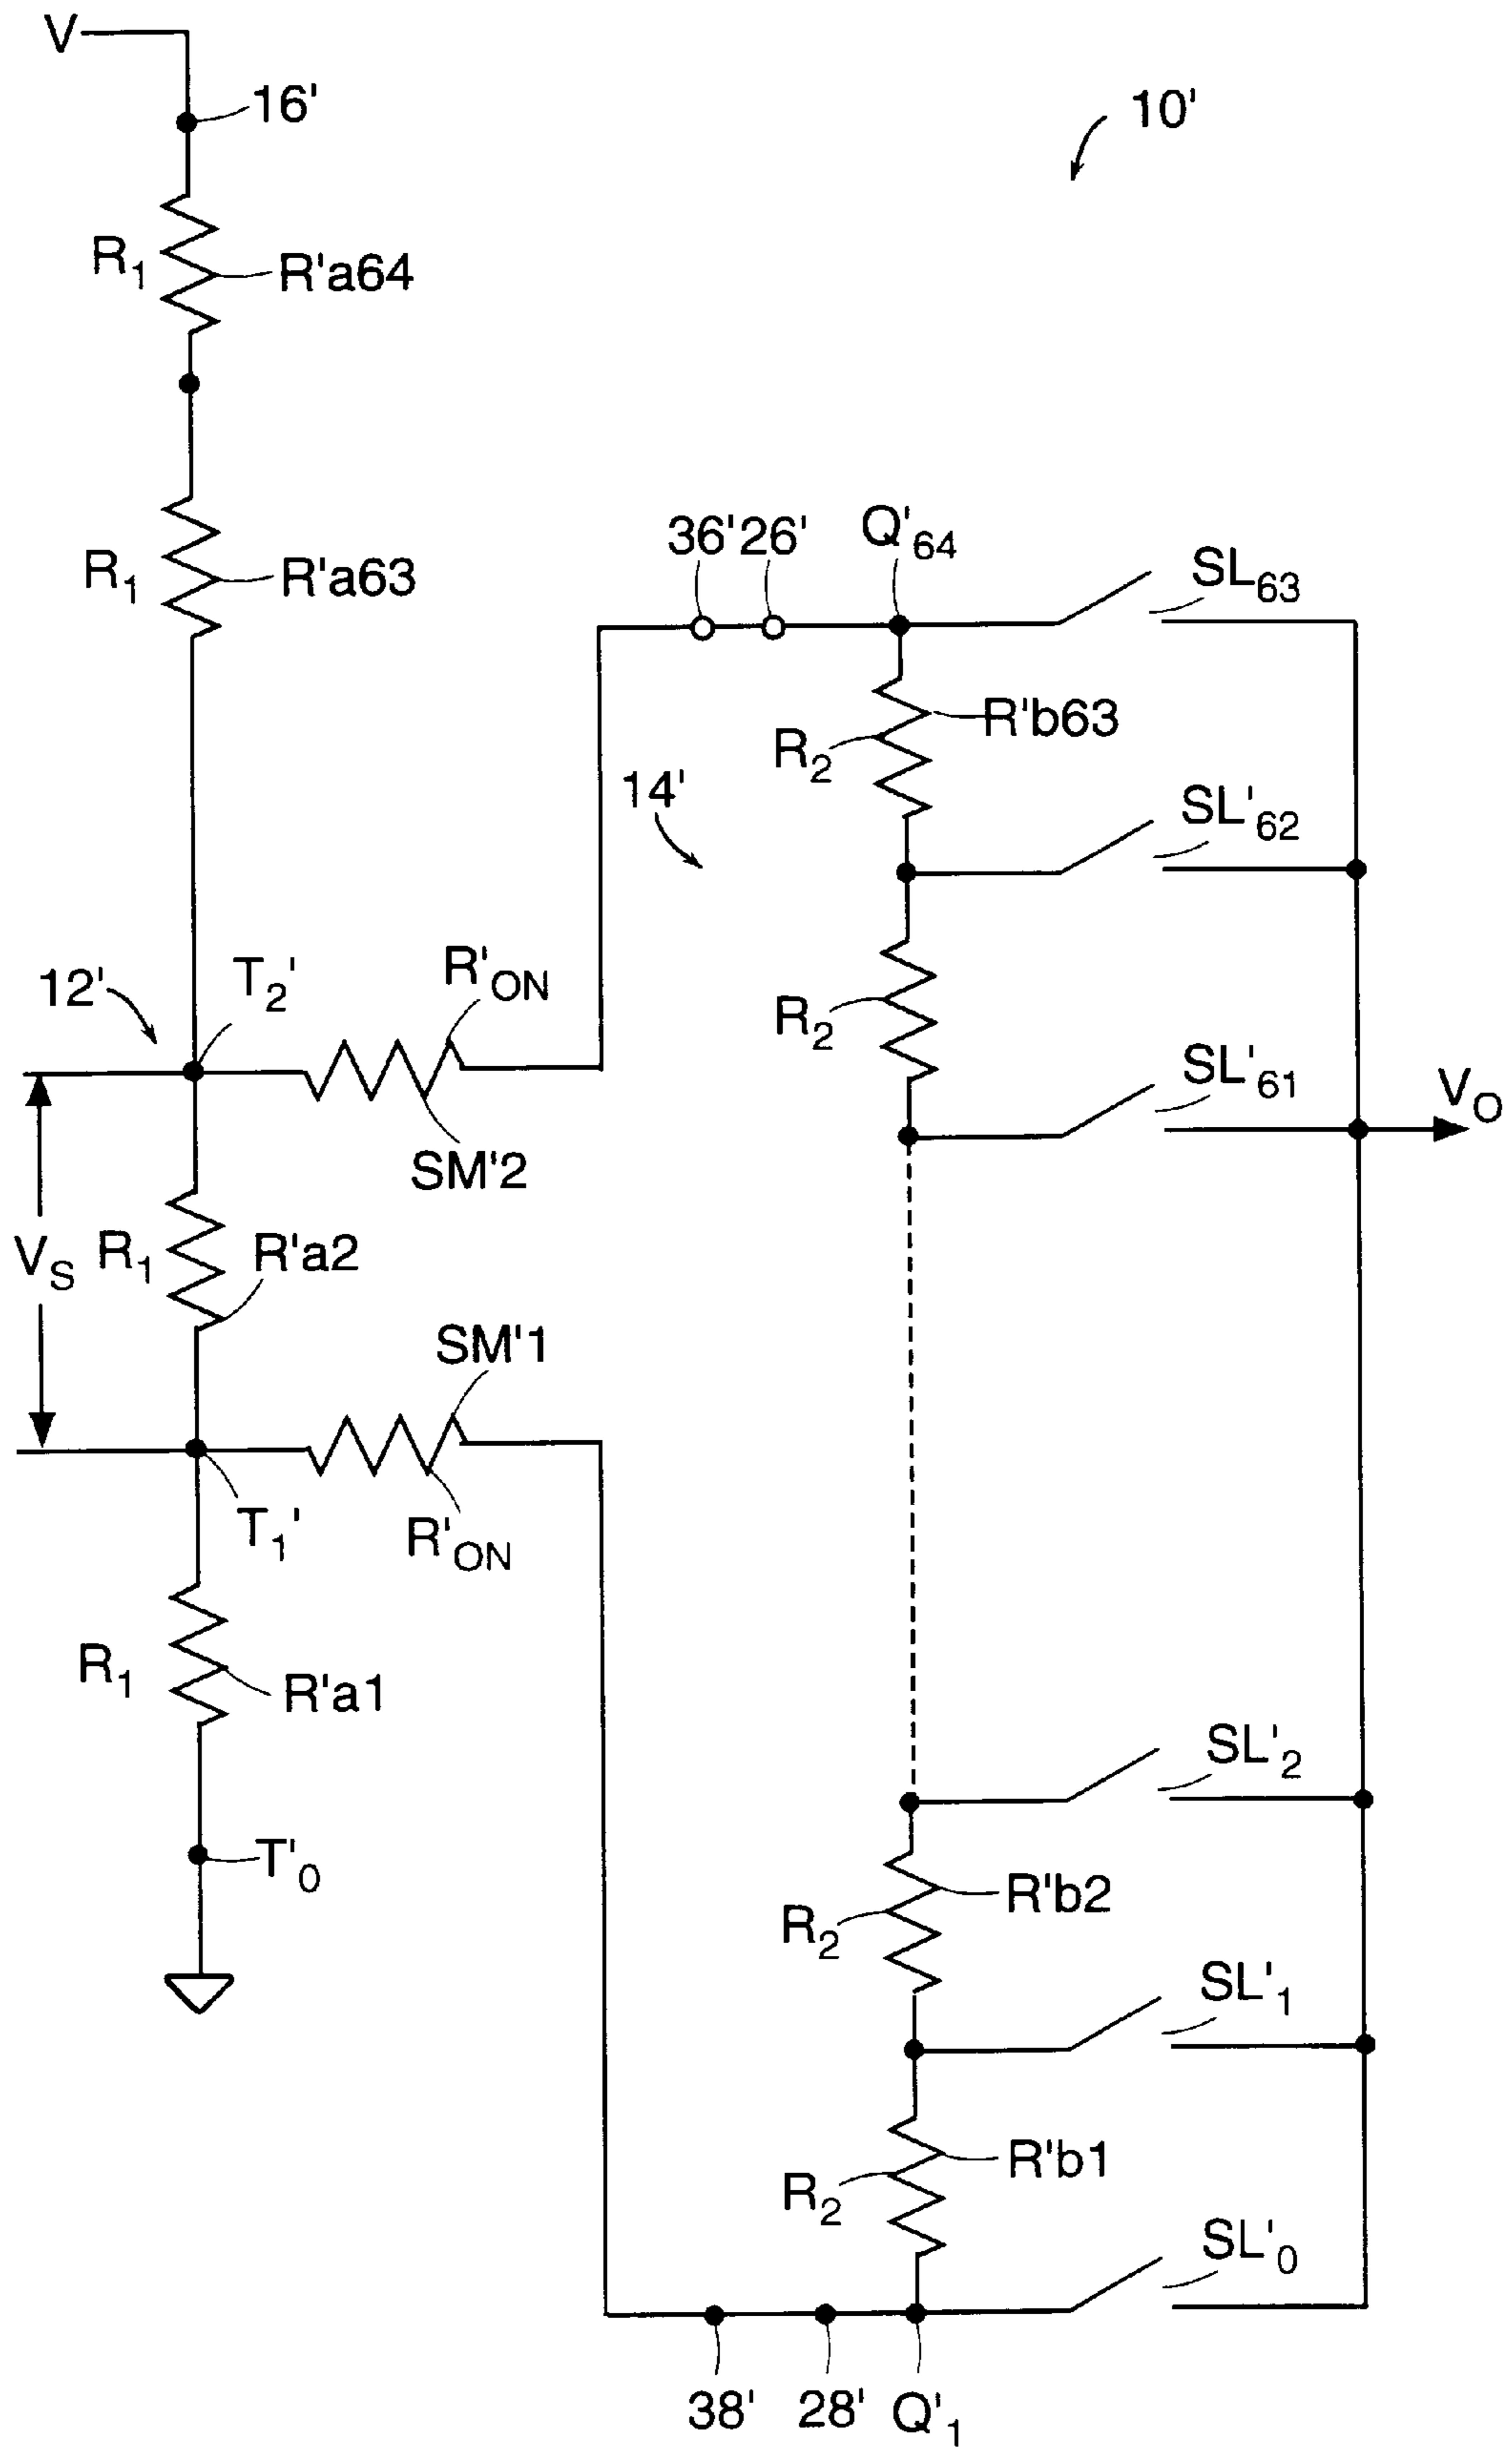 V
16'
10'
R1
R'a64
R1
R'a63
36'
26'
Q'64
SL63
R2
R'b63
14'
SL'62
12'
T2'
R'ON
R2
SL'61
VO
SM'2
VS
R1
R'a2
SM'1
T1'
R'ON
R1
R'a1
SL'2
T'0
R2
R'b2
SL'1
R2
R'b1
SL'0
38'
28'
Q'1